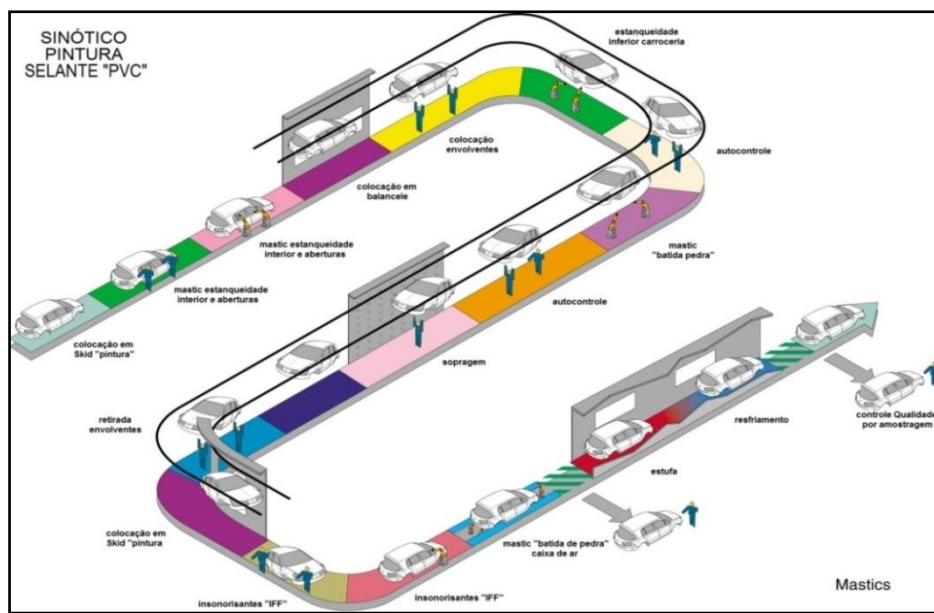 SINÓTICO
PINTURA
SELANTE "PVC"
estanqueidade
inferior carroceria
colocação
envolventes
autocontrole
colocação em
balancele
mastic estanqueidade
interior e aberturas
mastic
"batida pedra"
mastic estanqueidade
interior e aberturas
autocontrole
colocação em
Skid "pintura"
sopragem
retirada
envolventes
resfriamento
controle Qualidade
por amostragem
estufa
colocação em
Skid "pintura
mastic "batida de pedra"
caixa de ar
insonorisantes "IFF"
insonorisantes "IFF"
Mastics